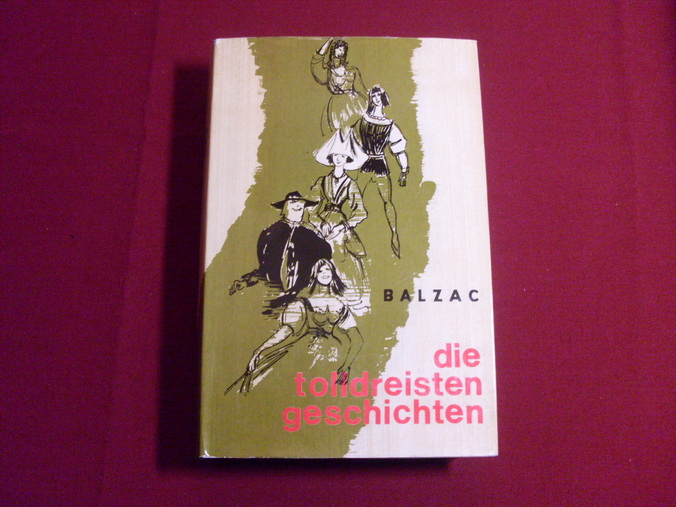 BALZAC
die
tolldreisten
geschichten